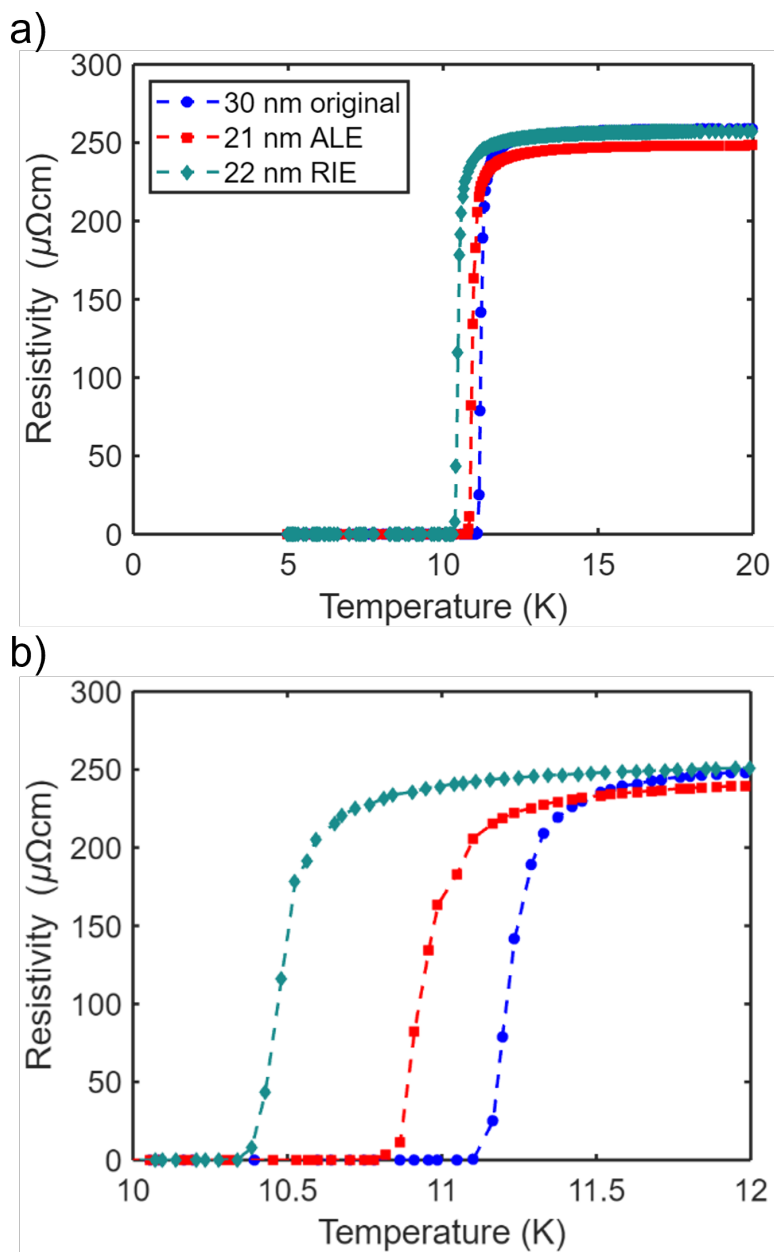 a)
300
250
200
150
100
50
0
Resistivity (μΩcm)
30 nm original
21 nm ALE
22 nm RIE
0 5 10 15 20
Temperature (K)
b)
300
250
200
150
100
50
0
Resistivity (μΩcm)
10 10.5 11 11.5 12
Temperature (K)